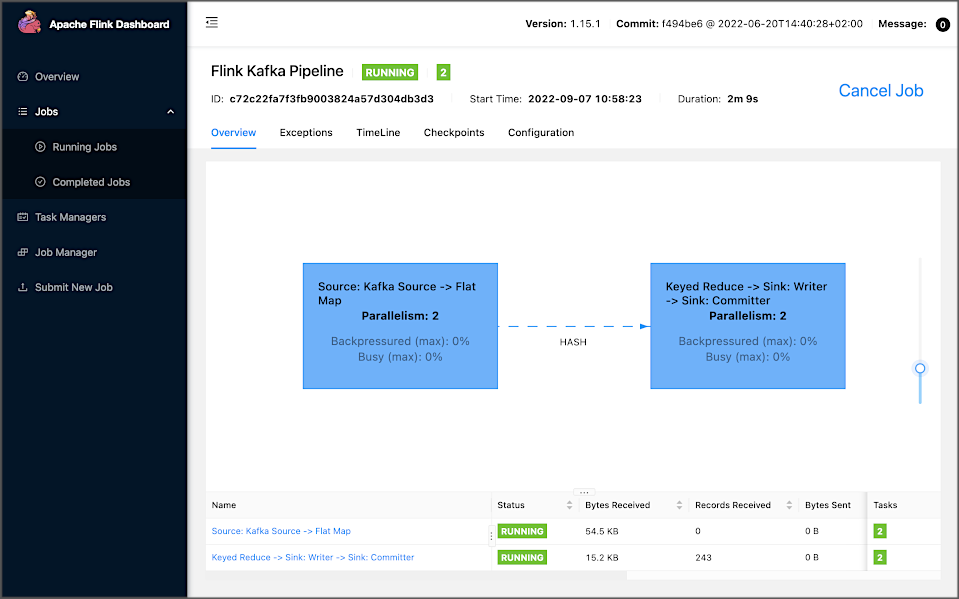 Apache Flink Dashboard
Version: 1.15.1 Commit: f494be6 @ 2022-06-20T14:40:28+02:00 Message: 0
Overview
Jobs
Running Jobs
Completed Jobs
Task Managers
Job Manager
Submit New Job
Flink Kafka Pipeline RUNNING 2
ID: c72c22fa7f3fb9003824a57d304db3d3 Start Time: 2022-09-07 10:58:23 Duration: 2m 9s
Cancel Job
Overview Exceptions TimeLine Checkpoints Configuration
Source: Kafka Source -> Flat
Map
Parallelism: 2
Backpressured (max): 0%
Busy (max): 0%
HASH
Keyed Reduce -> Sink: Writer
-> Sink: Committer
Parallelism: 2
Backpressured (max): 0%
Busy (max): 0%
Name Status Bytes Received Records Received Bytes Sent Tasks
Source: Kafka Source -> Flat Map RUNNING 54.5 KB 0 0 B 2
Keyed Reduce -> Sink: Writer -> Sink: Committer RUNNING 15.2 KB 243 0 B 2